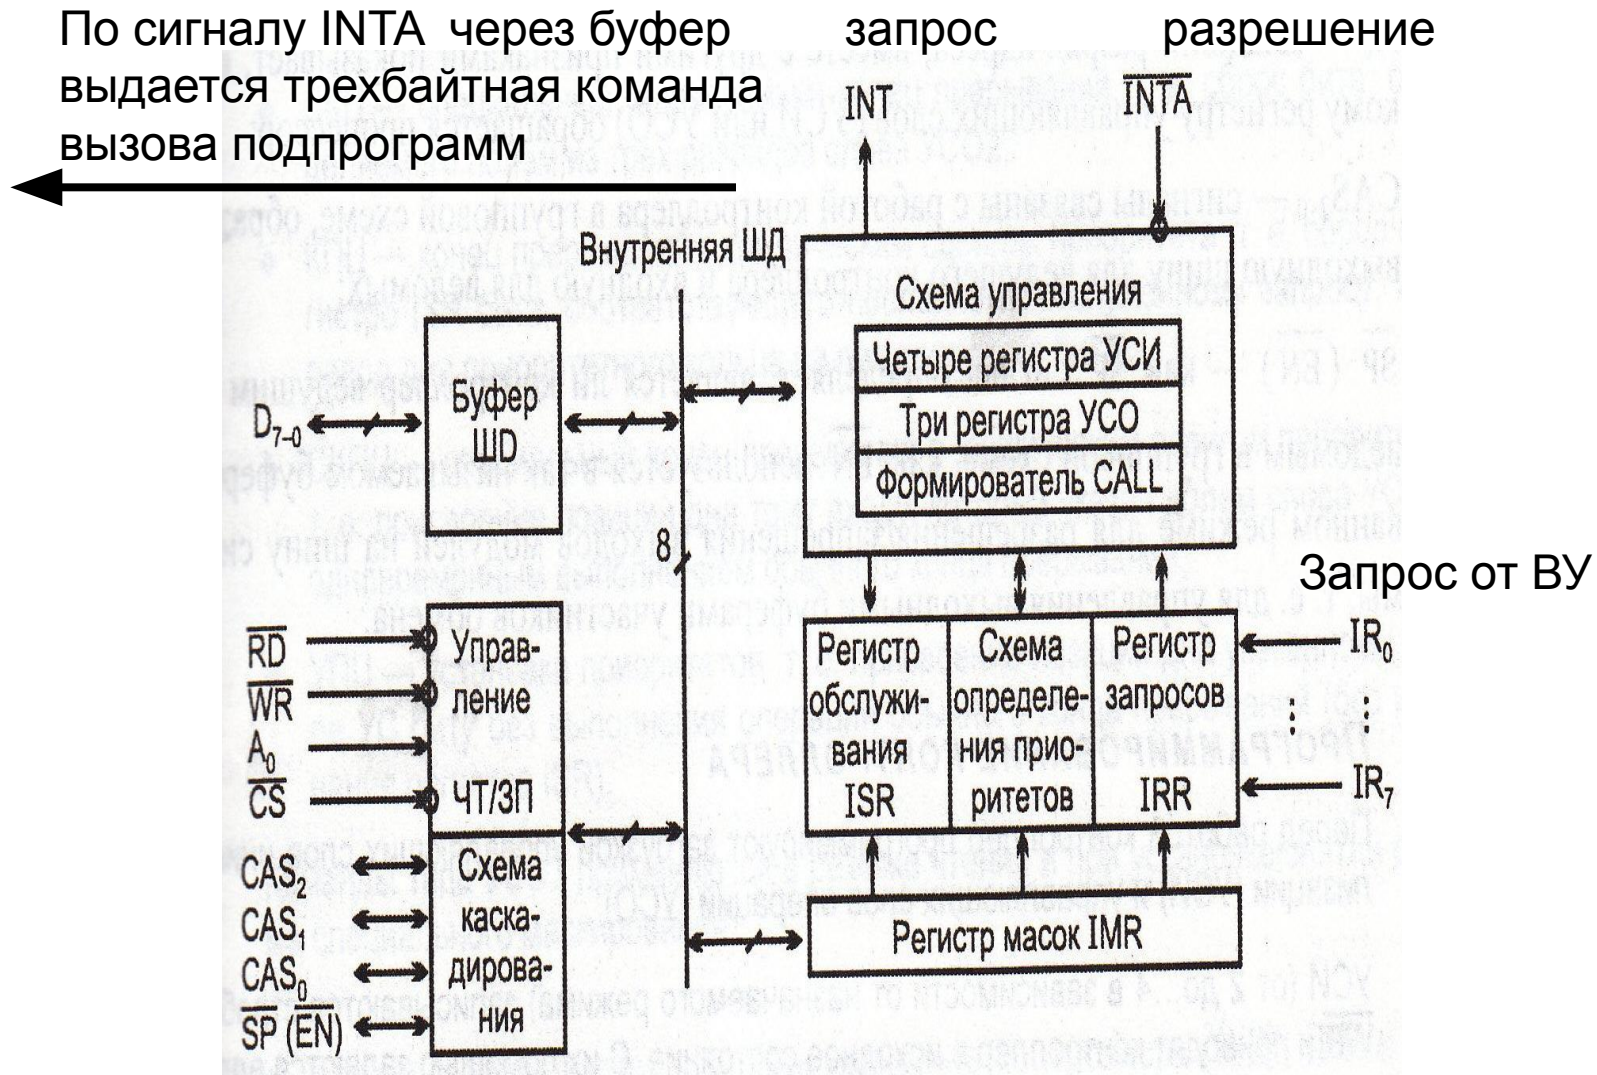 По сигналу INTA через буфер
выдается трехбайтная команда
вызова подпрограмм
запрос
разрешение
INT
INTA
Внутренняя ШД
Схема управления
Четыре регистра УСИ
Три регистра УСО
Формирователь CALL
Буфер
ШD
D7–0
8
Запрос от ВУ
RD
WR
A0
CS
Управ-
ление
ЧТ/ЗП
CAS2
CAS1
CAS0
SP (EN)
Схема
каска-
дирова-
ния
Регистр
обслужи-
вания
ISR
Схема
определе-
ния прио-
ритетов
Регистр
запросов
IRR
IR0
IR7
Регистр масок IMR